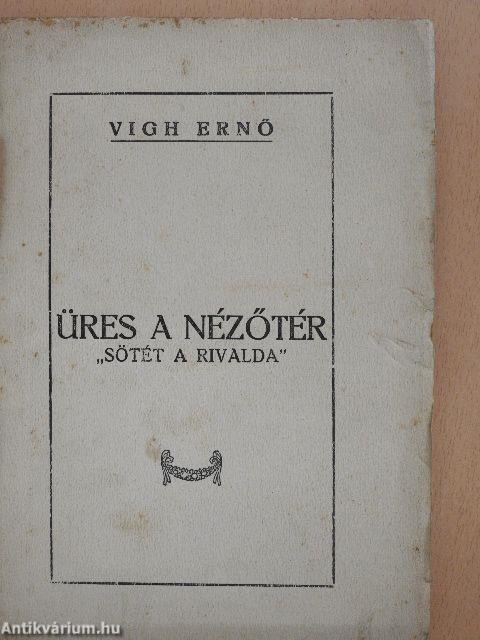 VIGH ERNŐ
ÜRES A NÉZŐTÉR
„SÖTÉT A RIVALDA"
Antikvárium.hu